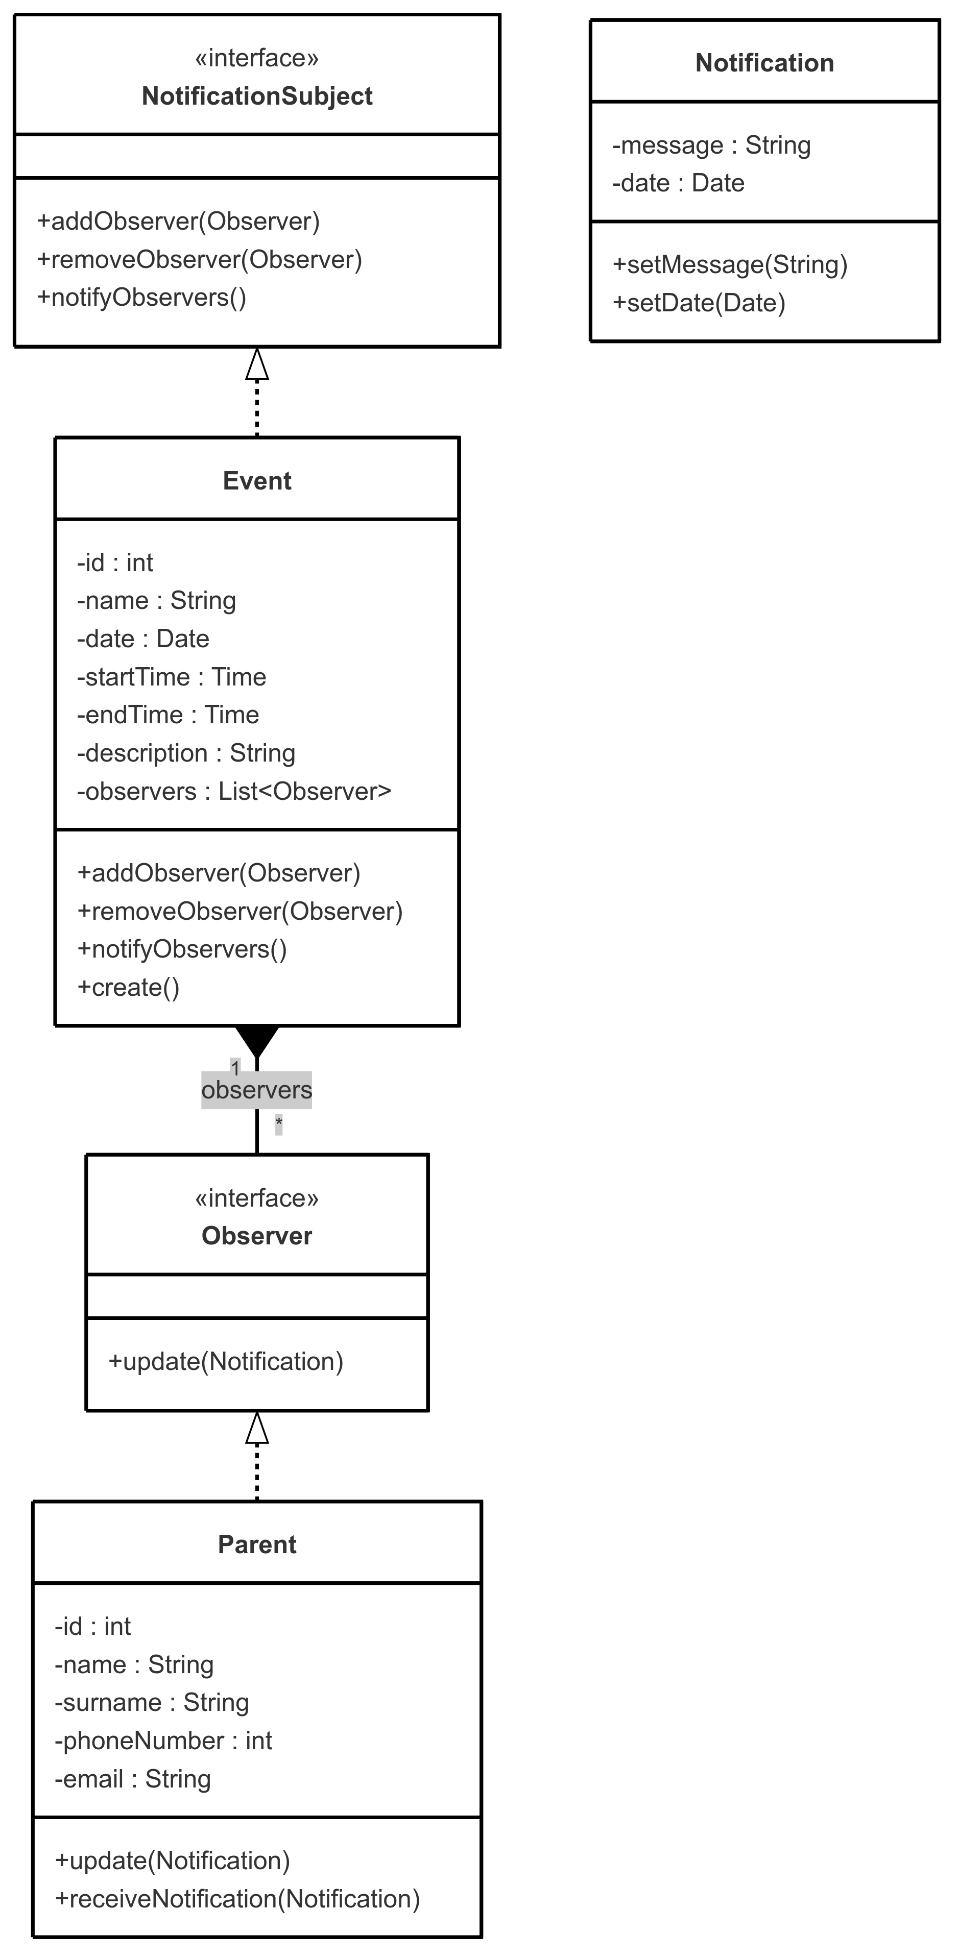 «interface»
NotificationSubject
+addObserver(Observer)
+removeObserver(Observer)
+notifyObservers()
Notification
-message : String
-date : Date
+setMessage(String)
+setDate(Date)
Event
-id : int
-name : String
-date : Date
-startTime : Time
-endTime : Time
-description : String
-observers : List<Observer>
+addObserver(Observer)
+removeObserver(Observer)
+notifyObservers()
+create()
1
observers
*
«interface»
Observer
+update(Notification)
Parent
-id : int
-name : String
-surname : String
-phoneNumber : int
-email : String
+update(Notification)
+receiveNotification(Notification)